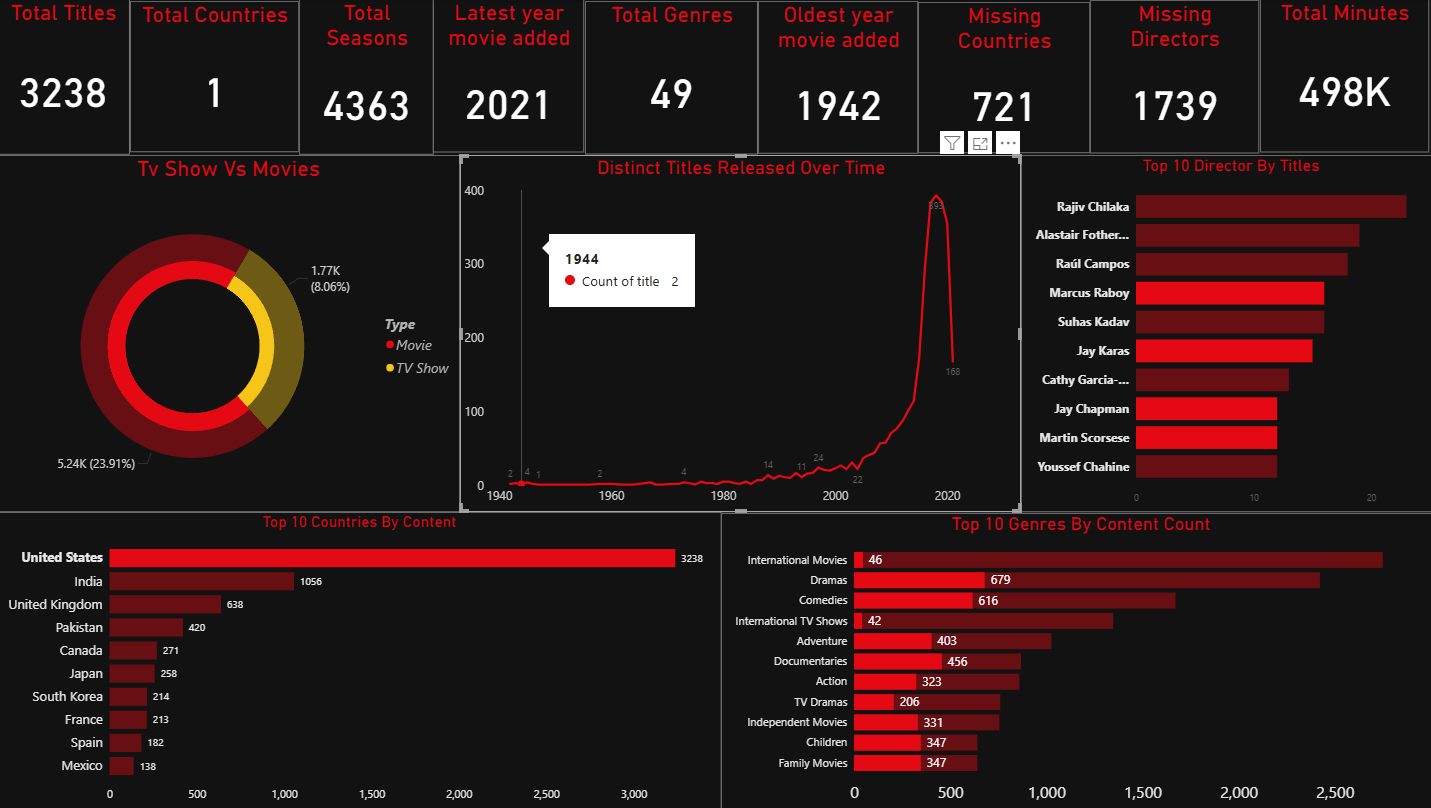 Total Titles
3238
Total Countries
1
Total
Seasons
4363
Latest year
movie added
2021
Total Genres
49
Oldest year
movie added
1942
Missing
Countries
721
Missing
Directors
1739
Total Minutes
498K
Tv Show Vs Movies
1.77K
(8.06%)
5.24K (23.91%)
Type
Movie
TV Show
Distinct Titles Released Over Time
400
300
200
100
0
1940
1960
1980
2000
2020
2
4
1
2
4
14
11
24
22
393
168
1944
Count of title 2
Top 10 Director By Titles
Rajiv Chilaka
Alastair Fother...
Raúl Campos
Marcus Raboy
Suhas Kadav
Jay Karas
Cathy Garcia-...
Jay Chapman
Martin Scorsese
Youssef Chahine
0
10
20
Top 10 Countries By Content
United States 3238
India 1056
United Kingdom 638
Pakistan 420
Canada 271
Japan 258
South Korea 214
France 213
Spain 182
Mexico 138
0 500 1,000 1,500 2,000 2,500 3,000
Top 10 Genres By Content Count
International Movies 46
Dramas 679
Comedies 616
International TV Shows 42
Adventure 403
Documentaries 456
Action 323
TV Dramas 206
Independent Movies 331
Children 347
Family Movies 347
0 500 1,000 1,500 2,000 2,500